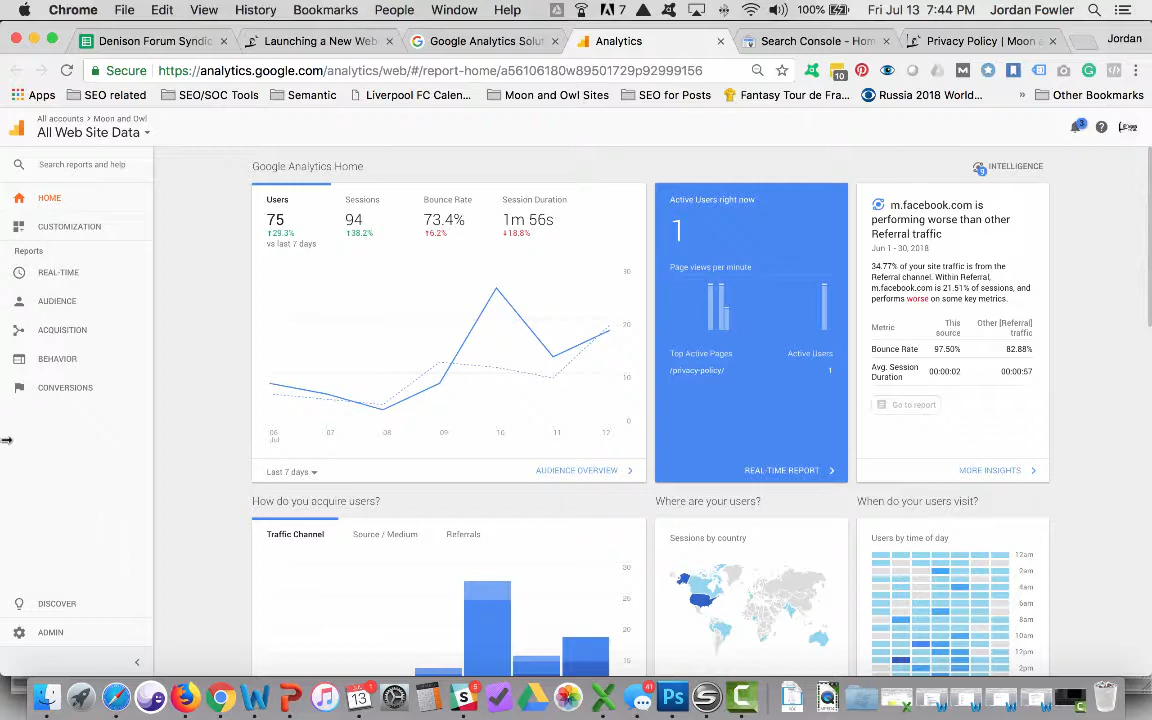 Chrome File Edit View History Bookmarks People Window Help 7 100% Fri Jul 13 7:44 PM Jordan Fowler
Denison Forum Syndic
Launching a New Web
Google Analytics Solut
Analytics
Search Console - Hom
Privacy Policy | Moon a
Jordan
Secure https://analytics.google.com/analytics/web/#/report-home/a56106180w89501729p92999156
10
Apps SEO related SEO/SOC Tools Semantic Liverpool FC Calen... Moon and Owl Sites SEO for Posts Fantasy Tour de Fra... Russia 2018 World... » Other Bookmarks
All accounts > Moon and Owl
All Web Site Data
3
Search reports and help
HOME
CUSTOMIZATION
Reports
REAL-TIME
AUDIENCE
ACQUISITION
BEHAVIOR
CONVERSIONS
DISCOVER
ADMIN
Google Analytics Home
9 INTELLIGENCE
Users
75
↑29.3%
vs last 7 days
Sessions
94
↑38.2%
Bounce Rate
73.4%
↑6.2%
Session Duration
1m 56s
↓18.8%
30
20
10
0
06 07 08 09 10 11 12
Jul
Last 7 days
AUDIENCE OVERVIEW
Active Users right now
1
Page views per minute
Top Active Pages Active Users
/privacy-policy/ 1
REAL-TIME REPORT
m.facebook.com is
performing worse than other
Referral traffic
Jun 1 - 30, 2018
34.77% of your site traffic is from the
Referral channel. Within Referral,
m.facebook.com is 21.51% of sessions, and
performs worse on some key metrics.
Metric This source Other [Referral] traffic
Bounce Rate 97.50% 82.88%
Avg. Session Duration 00:00:02 00:00:57
Go to report
MORE INSIGHTS
How do you acquire users?
Traffic Channel Source / Medium Referrals
30
25
20
15
Where are your users?
Sessions by country
When do your users visit?
Users by time of day
12am
2am
4am
6am
8am
10am
12pm
2pm
13
1
5
41